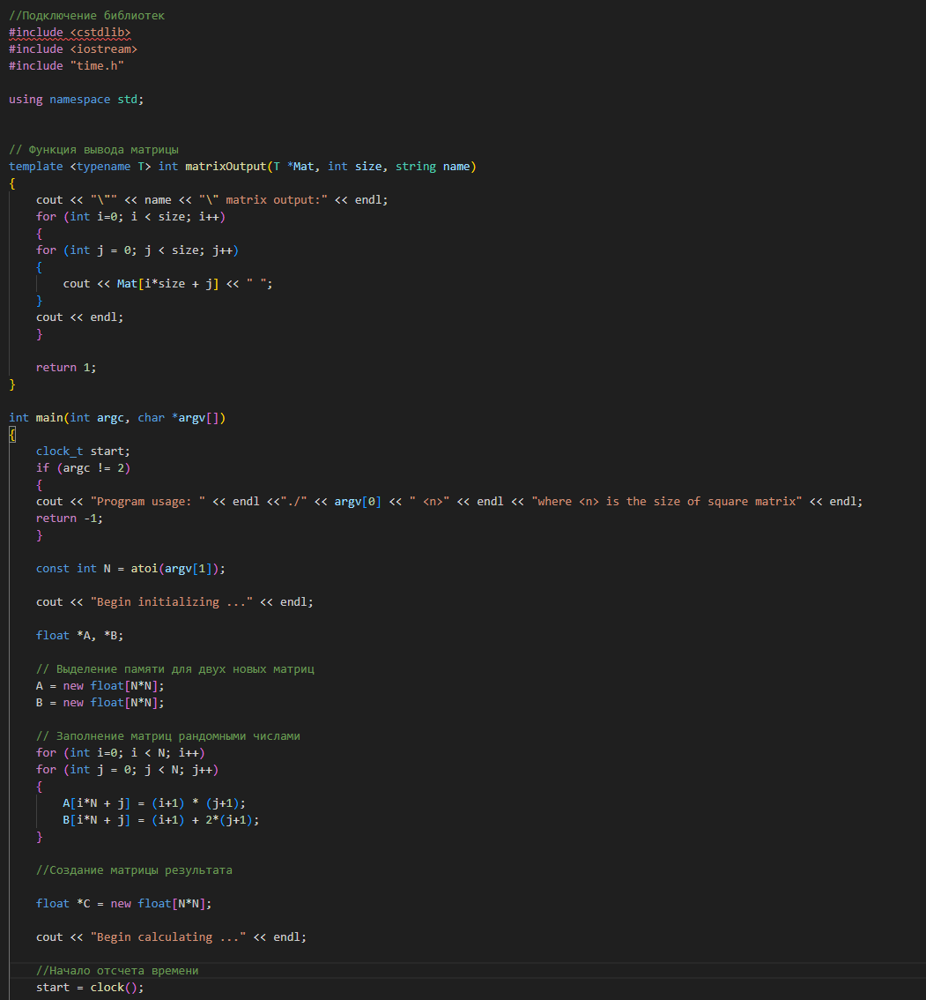 //Подключение библиотек
#include <cstdlib>
#include <iostream>
#include "time.h"

using namespace std;


// Функция вывода матрицы
template <typename T> int matrixOutput(T *Mat, int size, string name)
{
    cout << "\"" << name << "\" matrix output:" << endl;
    for (int i=0; i < size; i++)
    {
    for (int j = 0; j < size; j++)
    {
        cout << Mat[i*size + j] << " ";
    }
    cout << endl;
    }

    return 1;
}

int main(int argc, char *argv[])
{
    clock_t start;
    if (argc != 2)
    {
    cout << "Program usage: " << endl <<"./" << argv[0] << " <n>" << endl << "where <n> is the size of square matrix" << endl;
    return -1;
    }

    const int N = atoi(argv[1]);

    cout << "Begin initializing ..." << endl;

    float *A, *B;

    // Выделение памяти для двух новых матриц
    A = new float[N*N];
    B = new float[N*N];

    // Заполнение матриц рандомными числами
    for (int i=0; i < N; i++)
    for (int j = 0; j < N; j++)
    {
        A[i*N + j] = (i+1) * (j+1);
        B[i*N + j] = (i+1) + 2*(j+1);
    }

    //Создание матрицы результата

    float *C = new float[N*N];

    cout << "Begin calculating ..." << endl;

    //Начало отсчета времени
    start = clock();